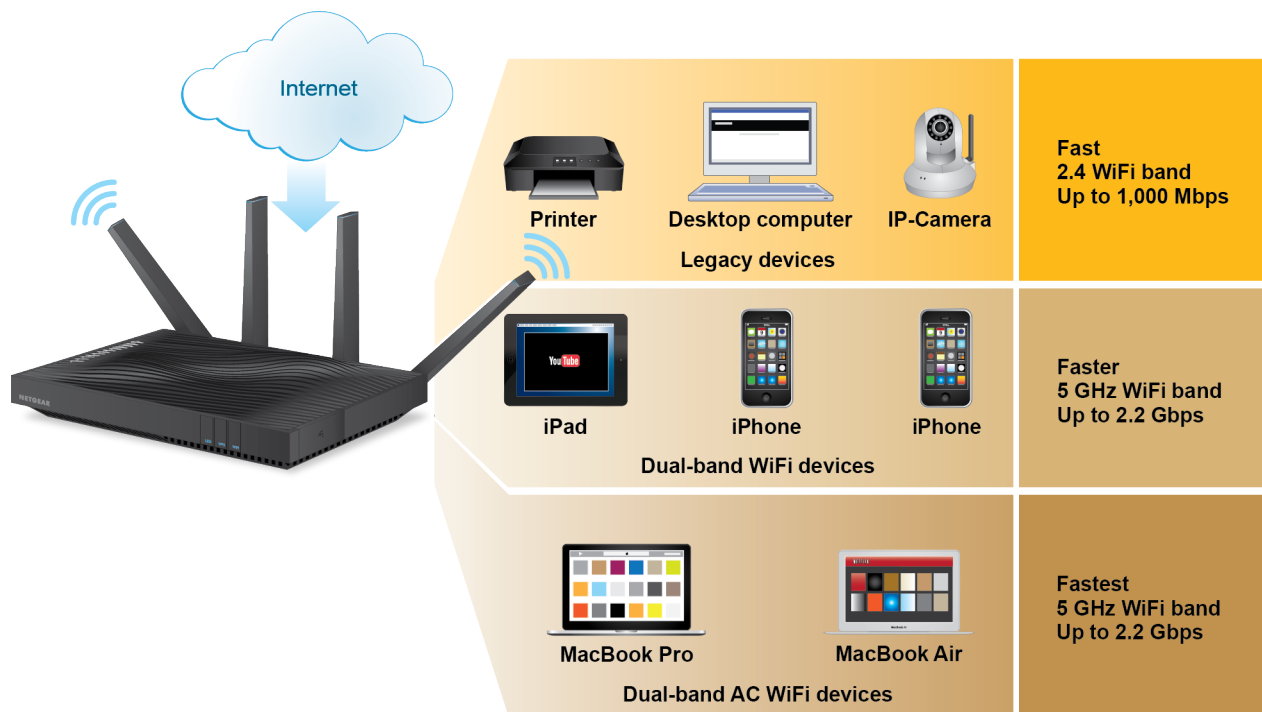 Internet
NETGEAR
Printer
Desktop computer
IP-Camera
Legacy devices
Fast
2.4 WiFi band
Up to 1,000 Mbps
YouTube
iPad
iPhone
iPhone
Dual-band WiFi devices
Faster
5 GHz WiFi band
Up to 2.2 Gbps
NETFLIX
MacBook Pro
MacBook Air
Dual-band AC WiFi devices
Fastest
5 GHz WiFi band
Up to 2.2 Gbps